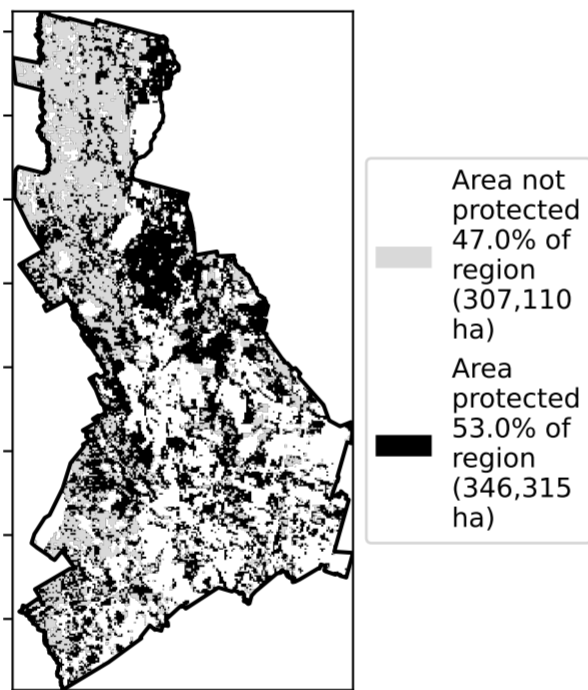 Area not
protected
47.0% of
region
(307,110
ha)
Area
protected
53.0% of
region
(346,315
ha)